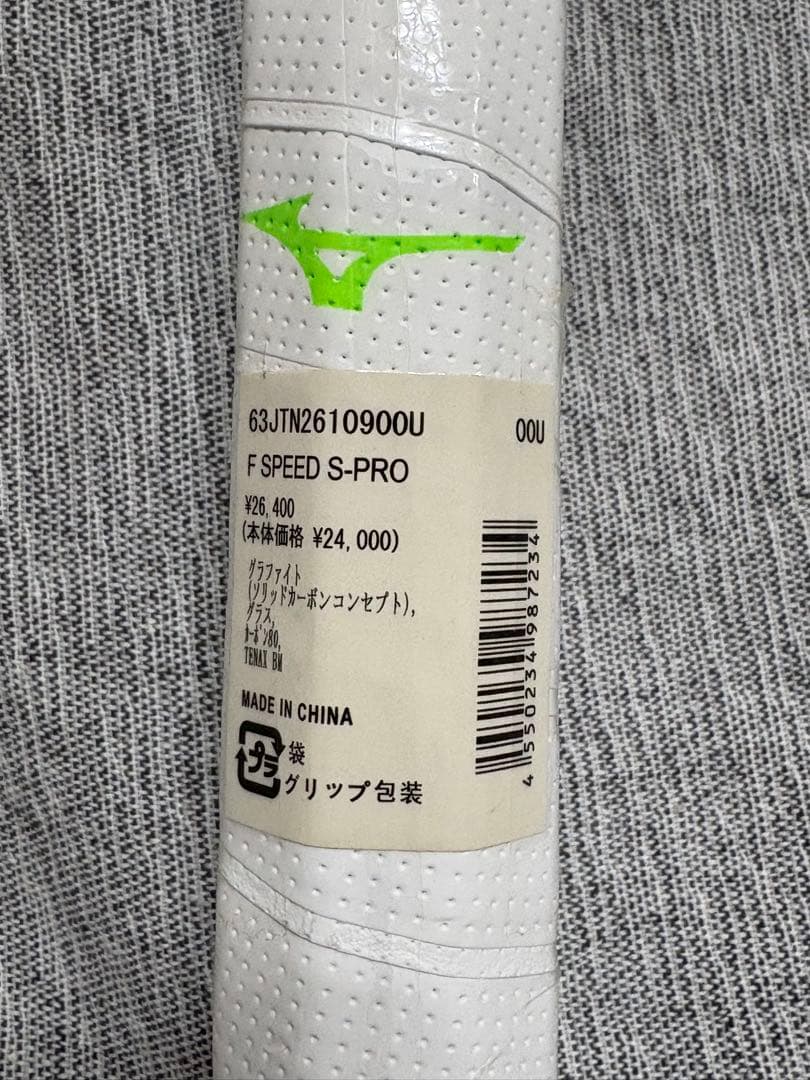 63JTN2610900U 00U
F SPEED S-PRO
¥26,400
(本体価格 ¥24,000)
グラファイト
(ソリッドカーボンコンセプト),
グラス,
カーボン80,
TENAX BM
MADE IN CHINA
プラ 袋
グリップ包装
4550234987234